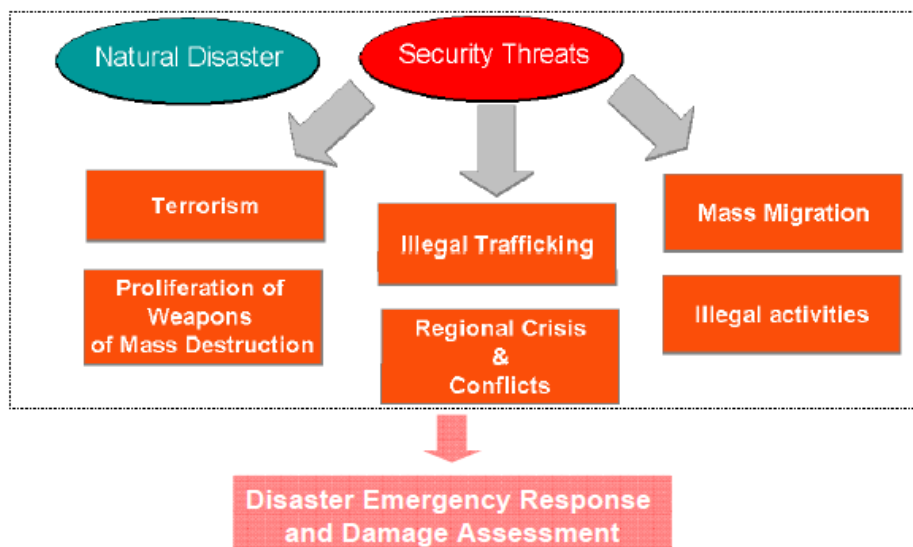 Natural Disaster
Security Threats
Terrorism
Proliferation of
Weapons
of Mass Destruction
Illegal Trafficking
Regional Crisis
&
Conflicts
Mass Migration
Illegal activities
Disaster Emergency Response
and Damage Assessment